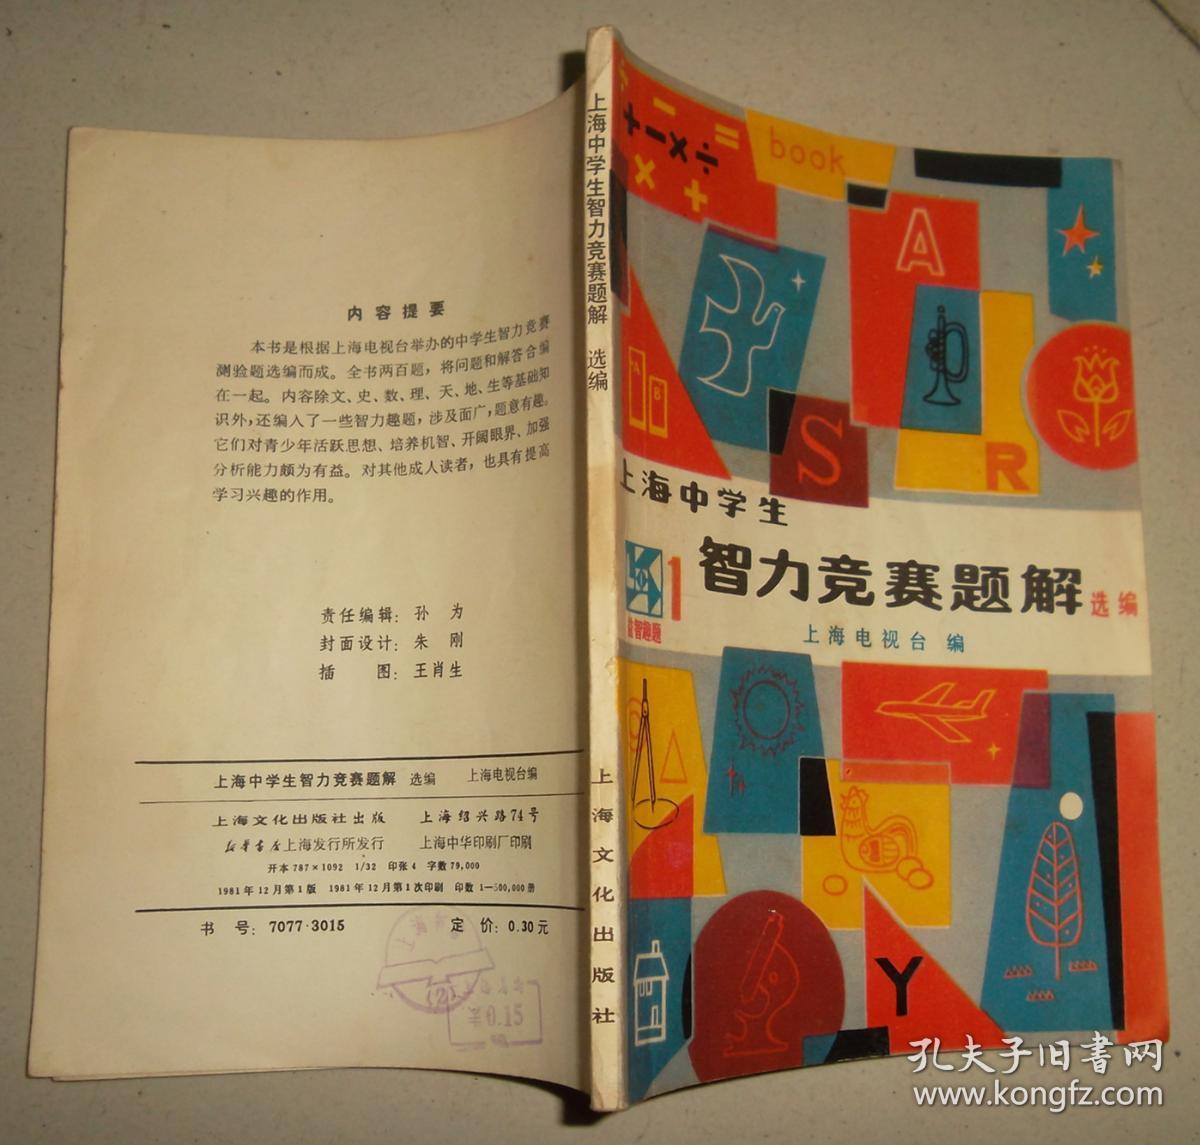 内容提要
本书是根据上海电视台举办的中学生智力竞赛
测验题选编而成。全书两百题，将问题和解答合编
在一起。内容除文、史、数、理、天、地、生等基础知
识外，还编入了一些智力趣题，涉及面广，题意有趣。
它们对青少年活跃思想、培养机智、开阔眼界、加强
分析能力颇为有益。对其他成人读者，也具有提高
学习兴趣的作用。
责任编辑：孙 为
封面设计：朱 刚
插 图：王肖生
上海中学生智力竞赛题解 选编 上海电视台编
上海文化出版社出版 上海绍兴路74号
新华书店上海发行所发行 上海中华印刷厂印刷
开本 787×1092 1/32 印张 4 字数 79,000
1981年12月第1版 1981年12月第1次印刷 印数 1—500,000册
书 号：7077·3015 定 价：0.30元
(2)
0.15
上海中学生智力竞赛题解 选编
上海文化出版社
+−×÷
= book
× +
A
A B
S
R
上海中学生
智力竞赛题解 选编
1
益智趣题
上海电视台 编
Y
孔夫子旧书网
www.kongfz.com